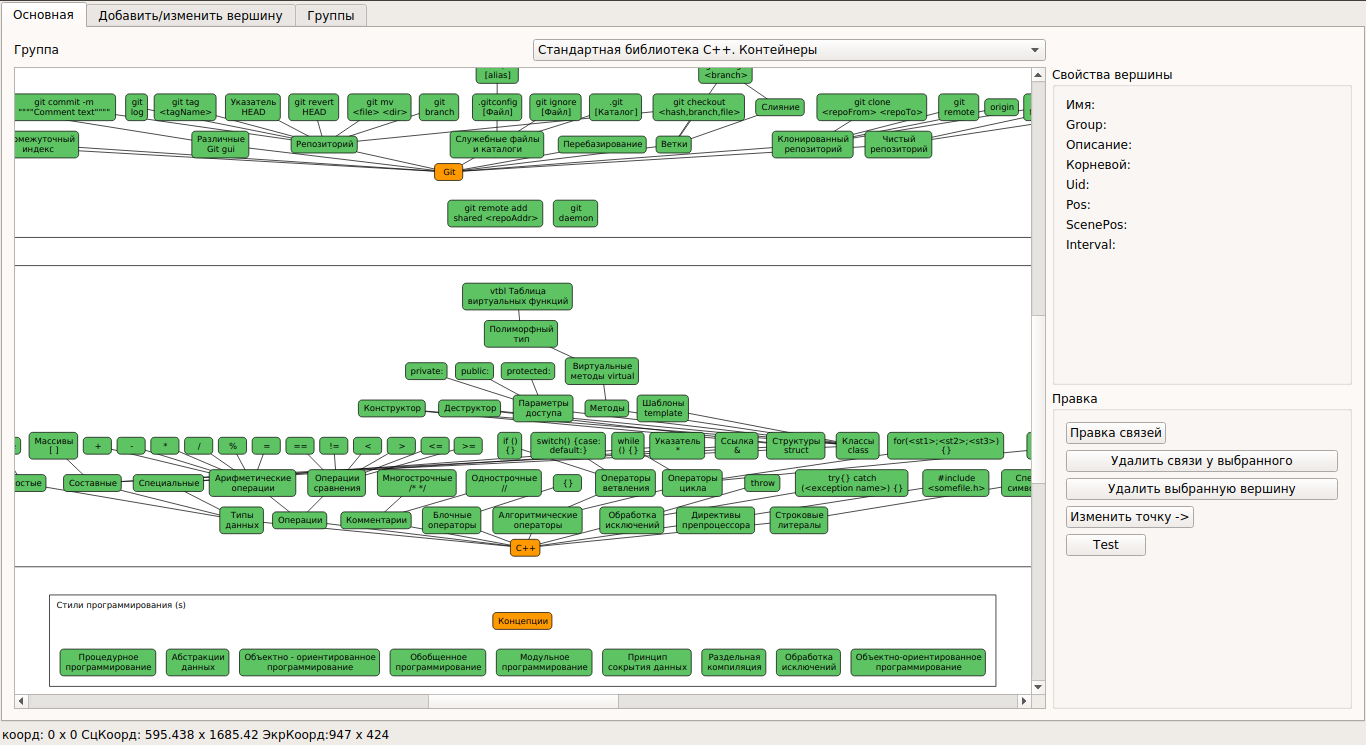 Основная
Добавить/изменить вершину
Группы
Группа
Стандартная библиотека C++. Контейнеры
[alias]
<branch>
git commit -m
""""Comment text""""
git
log
git tag
<tagName>
Указатель
HEAD
git revert
HEAD
git mv
<file> <dir>
git
branch
.gitconfig
[Файл]
git ignore
[Файл]
.git
[Каталог]
git checkout
<hash,branch,file>
Слияние
git clone
<repoFrom> <repoTo>
git
remote
origin
омежуточный
индекс
Различные
Git gui
Репозиторий
Служебные файлы
и каталоги
Перебазирование
Ветки
Клонированный
репозиторий
Чистый
репозиторий
Git
git remote add
shared <repoAddr>
git
daemon
vtbl Таблица
виртуальных функций
Полиморфный
тип
private:
public:
protected:
Виртуальные
методы virtual
Конструктор
Деструктор
Параметры
доступа
Методы
Шаблоны
template
Массивы
[ ]
+
-
*
/
%
=
==
!=
<
>
<=
>=
if ()
{}
switch() {case:
default:}
while
() {}
Указатель
*
Ссылка
&
Структуры
struct
Классы
class
for(<st1>;<st2>;<st3>)
{}
остые
Составные
Специальные
Арифметические
операции
Операции
сравнения
Многострочные
/* */
Однострочные
//
{}
Операторы
ветвления
Операторы
цикла
throw
try{} catch
(<exception name>) {}
#include
<somefile.h>
Спе
симво
Типы
данных
Операции
Комментарии
Блочные
операторы
Алгоритмические
операторы
Обработка
исключений
Директивы
препроцессора
Строковые
литералы
C++
Стили программирования (s)
Концепции
Процедурное
программирование
Абстракции
данных
Объектно - ориентированное
программирование
Обобщенное
программирование
Модульное
программирование
Принцип
сокрытия данных
Раздельная
компиляция
Обработка
исключений
Объектно-ориентированное
программирование
Свойства вершины
Имя:
Group:
Описание:
Корневой:
Uid:
Pos:
ScenePos:
Interval:
Правка
Правка связей
Удалить связи у выбранного
Удалить выбранную вершину
Изменить точку ->
Test
коорд: 0 x 0 СцКоорд: 595.438 x 1685.42 ЭкрКоорд:947 x 424